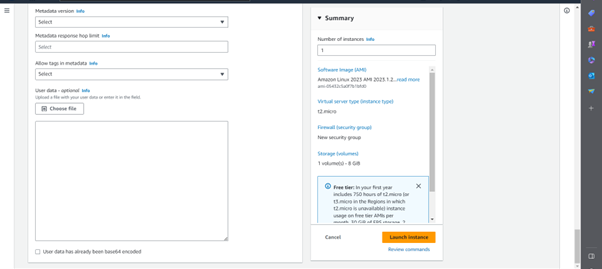 Metadata version Info
Select
Metadata response hop limit Info
Select
Allow tags in metadata Info
Select
User data - optional Info
Upload a file with your user data or enter it in the field.
Choose file
User data has already been base64 encoded
Summary
Number of instances Info
1
Software Image (AMI)
Amazon Linux 2023 AMI 2023.1.2...read more
Virtual server type (instance type)
t2.micro
Firewall (security group)
New security group
Storage (volumes)
1 volume(s) - 8 GiB
Free tier: In your first year
includes 750 hours of t2.micro (or
t3.micro in the Regions in which
t2.micro is unavailable) instance
usage on free tier AMIs per
month, 30 GiB of EBS storage, 2
Cancel
Launch instance
Review commands